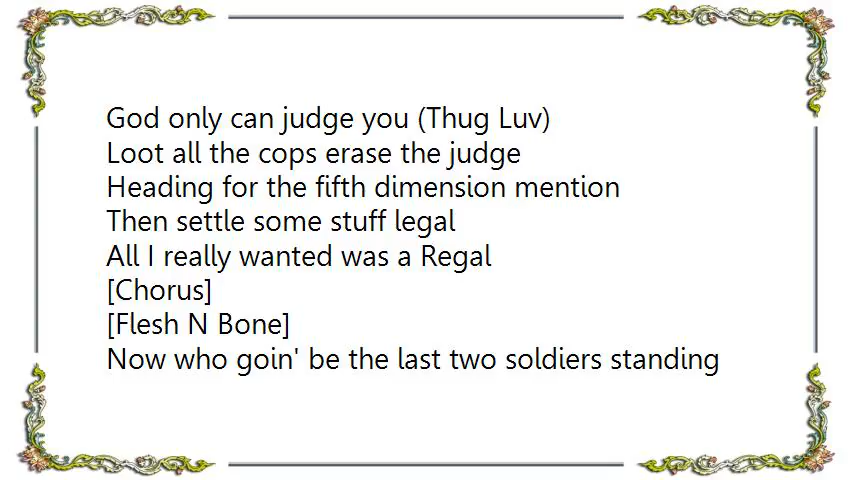 God only can judge you (Thug Luv)
Loot all the cops erase the judge
Heading for the fifth dimension mention
Then settle some stuff legal
All I really wanted was a Regal
[Chorus]
[Flesh N Bone]
Now who goin' be the last two soldiers standing